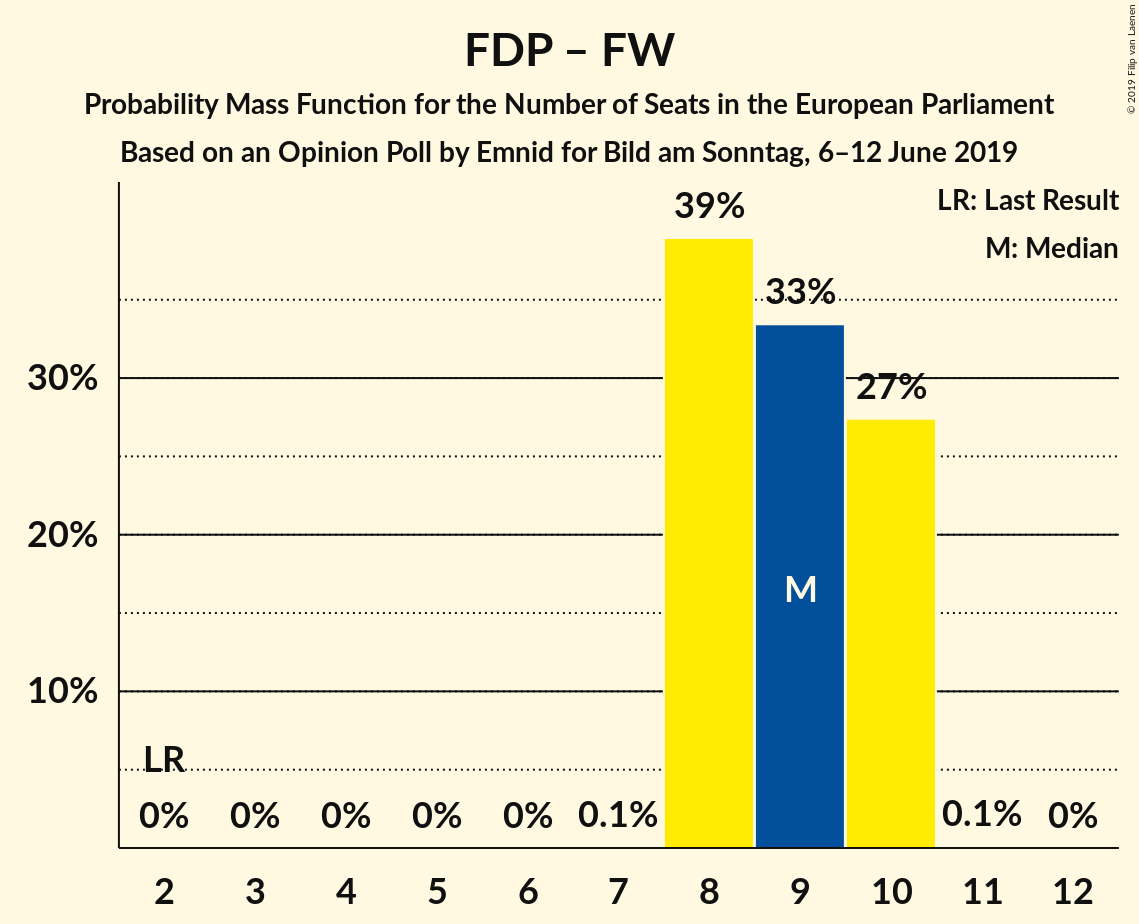 FDP – FW
Probability Mass Function for the Number of Seats in the European Parliament
Based on an Opinion Poll by Emnid for Bild am Sonntag, 6–12 June 2019
© 2019 Filip van Laenen
LR: Last Result
M: Median
39%
33%
30%
27%
20%
M
10%
LR
0% 0% 0% 0% 0% 0.1% 0.1% 0%
2 3 4 5 6 7 8 9 10 11 12